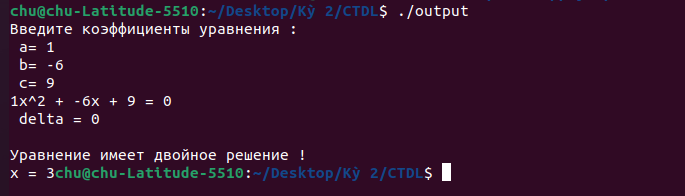 chu@chu-Latitude-5510:~/Desktop/Kỳ 2/CTDL$ ./output
Введите коэффициенты уравнения :
a= 1
b= -6
c= 9
1x^2 + -6x + 9 = 0
delta = 0
Уравнение имеет двойное решение !
x = 3chu@chu-Latitude-5510:~/Desktop/Kỳ 2/CTDL$